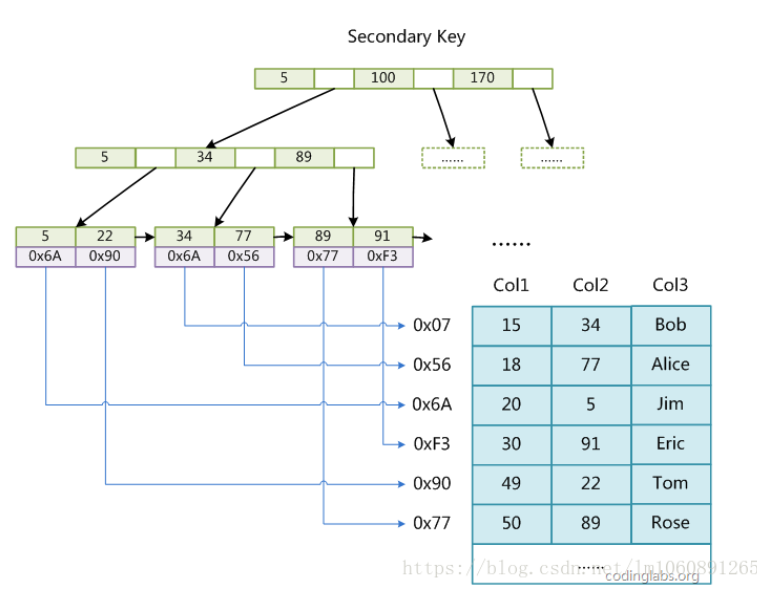 Secondary Key
5 100 170
5 34 89
...... ......
5 22 34 77 89 91
0x6A 0x90 0x6A 0x56 0x77 0xF3
......
Col1 Col2 Col3
0x07 15 34 Bob
0x56 18 77 Alice
0x6A 20 5 Jim
0xF3 30 91 Eric
0x90 49 22 Tom
0x77 50 89 Rose
......
https://blog.csdn.net/lm1060891265
codinglabs.org